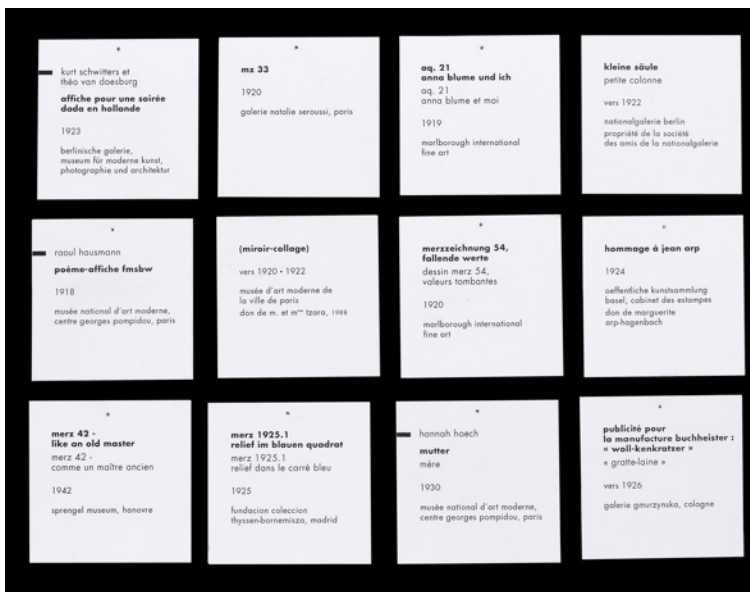 kurt schwitters et
théo van doesburg
affiche pour une soirée
dada en hollande
1923
berlinische galerie,
museum für moderne kunst,
photographie und architektur
mz 33
1920
galerie natalie seroussi, paris
aq. 21
anna blume und ich
aq. 21
anna blume et moi
1919
marlborough international
fine art
kleine säule
petite colonne
vers 1922
nationalgalerie berlin
propriété de la société
des amis de la nationalgalerie
raoul hausmann
poème-affiche fmsbw
1918
musée national d'art moderne,
centre georges pompidou, paris
(miroir-collage)
vers 1920 - 1922
musée d'art moderne de
la ville de paris
don de m. et mme tzara, 1988
merzzeichnung 54,
fallende werte
dessin merz 54,
valeurs tombantes
1920
marlborough international
fine art
hommage à jean arp
1924
oeffentliche kunstsammlung
basel, cabinet des estampes
don de marguerite
arp-hagenbach
merz 42 -
like an old master
merz 42 -
comme un maître ancien
1942
sprengel museum, hanovre
merz 1925.1
relief im blauen quadrat
merz 1925.1
relief dans le carré bleu
1925
fundacion coleccion
thyssen-bornemisza, madrid
hannah hoech
mutter
mère
1930
musée national d'art moderne,
centre georges pompidou, paris
publicité pour
la manufacture buchheister :
« woll-kenkratzer »
« gratte-laine »
vers 1926
galerie gmurzynska, cologne